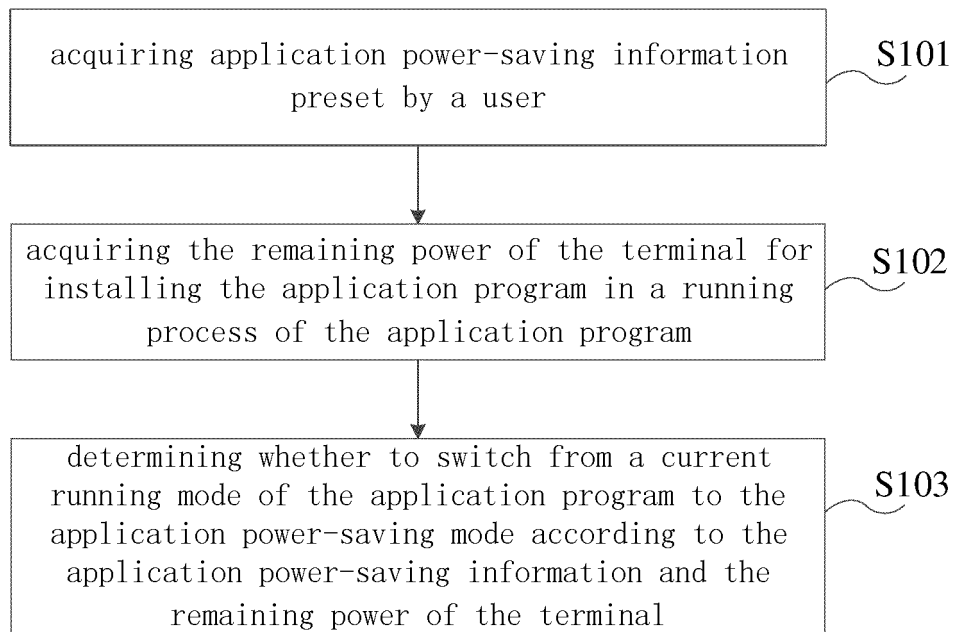 acquiring application power-saving information
preset by a user
S101
acquiring the remaining power of the terminal for
installing the application program in a running
process of the application program
S102
determining whether to switch from a current
running mode of the application program to the
application power-saving mode according to the
application power-saving information and the
remaining power of the terminal
S103